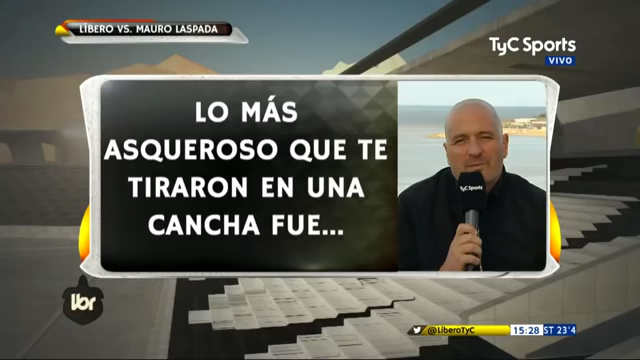 LÍBERO VS. MAURO LASPADA
TyC Sports
VIVO
LO MÁS
ASQUEROSO QUE TE
TIRARON EN UNA
CANCHA FUE...
TyC Sports
lbr
@LiberoTyC
15:28 ST 23'4